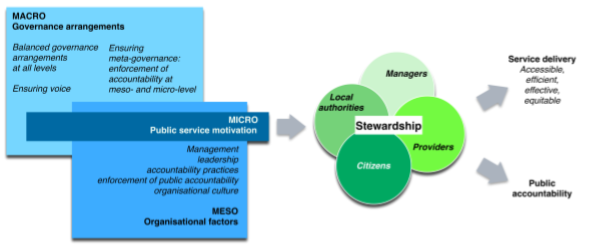 MACRO
Governance arrangements
Balanced governance
arrangements
at all levels
Ensuring voice
Ensuring
meta-governance:
enforcement of
accountability at
meso- and micro-level
MICRO
Public service motivation
Management
leadership
accountability practices
enforcement of public accountability
organisational culture
MESO
Organisational factors
Managers
Local
authorities
Stewardship
Providers
Citizens
Service delivery
Accessible,
efficient,
effective,
equitable
Public
accountability